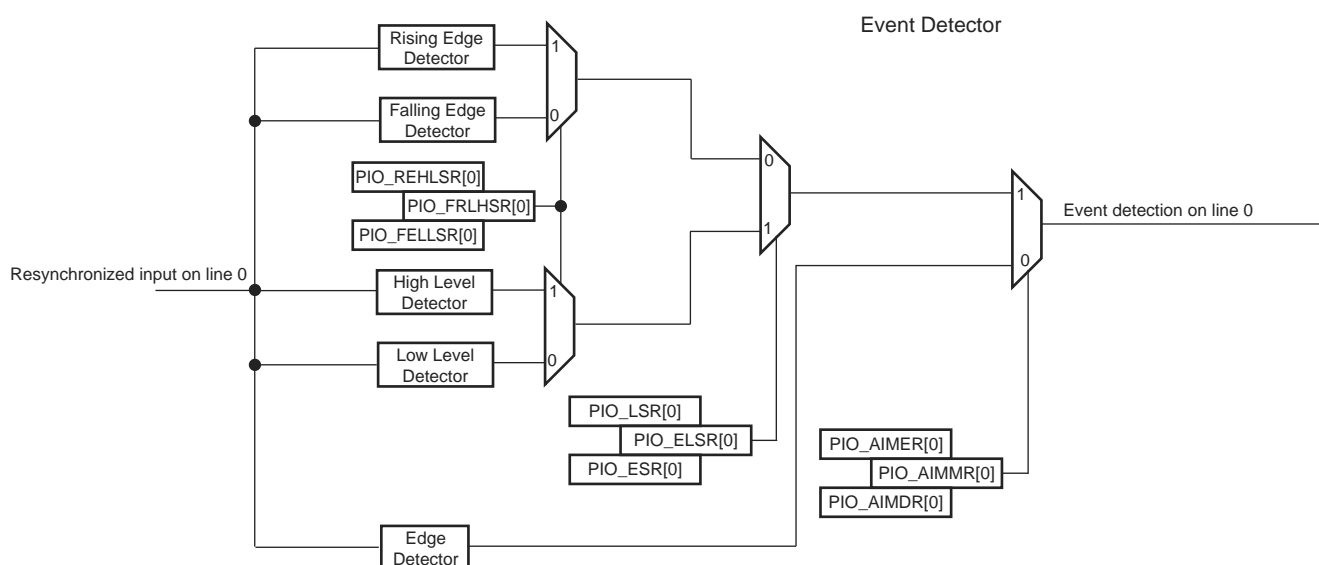 Event Detector
Rising Edge
Detector
1
Falling Edge
Detector
0
PIO_REHLSR[0]
PIO_FRLHSR[0]
PIO_FELLSR[0]
0
1
1
0
Event detection on line 0
Resynchronized input on line 0
High Level
Detector
1
Low Level
Detector
0
PIO_LSR[0]
PIO_ELSR[0]
PIO_ESR[0]
PIO_AIMER[0]
PIO_AIMMR[0]
PIO_AIMDR[0]
Edge
Detector